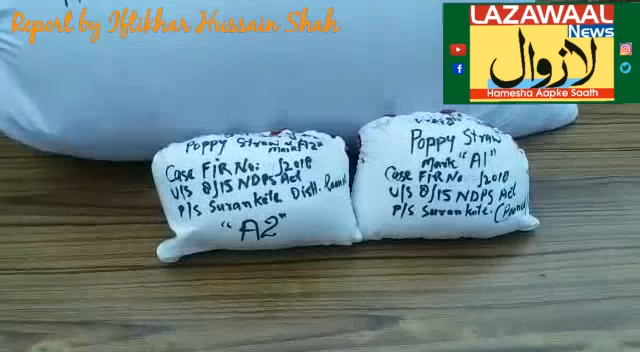 Report by Iftikhar Hussain Shah
LAZAWAAL
News
لازوال
Hamesha Aapke Saath
Poppy Straw
Mark "A2"
Case FIR No: /2018
U/S 8/15 NDPS Act
P/S Surankote Distt. Poonch
"A2"
Poppy Straw
Mark "A1"
Case FIR No /2018
U/S 8/15 NDPS Act
P/S Surankote. (Poonch